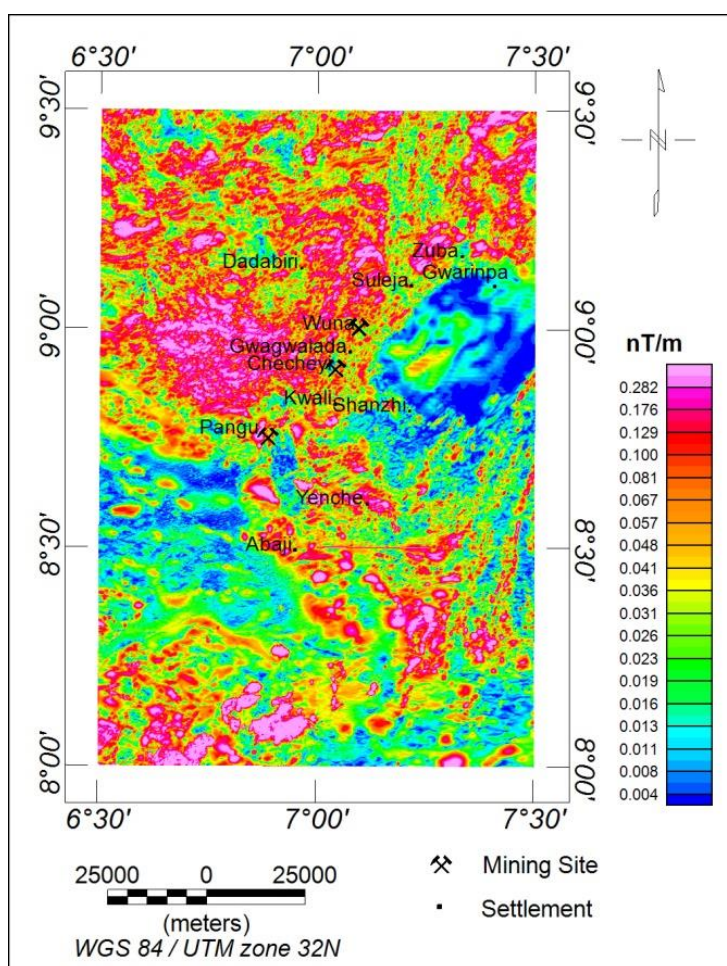 6°30' 7°00' 7°30'
9°30' 9°30'
N
Zuba
Dadabiri
Suleja
Gwarinpa
Wuna
9°00' 9°00'
Gwagwalada
Chechey
Kwali
Shanzhi
Pangu
Yenche
Abaji
8°30' 8°30'
8°00' 8°00'
6°30' 7°00' 7°30'
nT/m
0.282
0.176
0.129
0.100
0.081
0.067
0.057
0.048
0.041
0.036
0.031
0.026
0.023
0.019
0.016
0.013
0.011
0.008
0.004
25000 0 25000
(meters)
WGS 84 / UTM zone 32N
Mining Site
Settlement